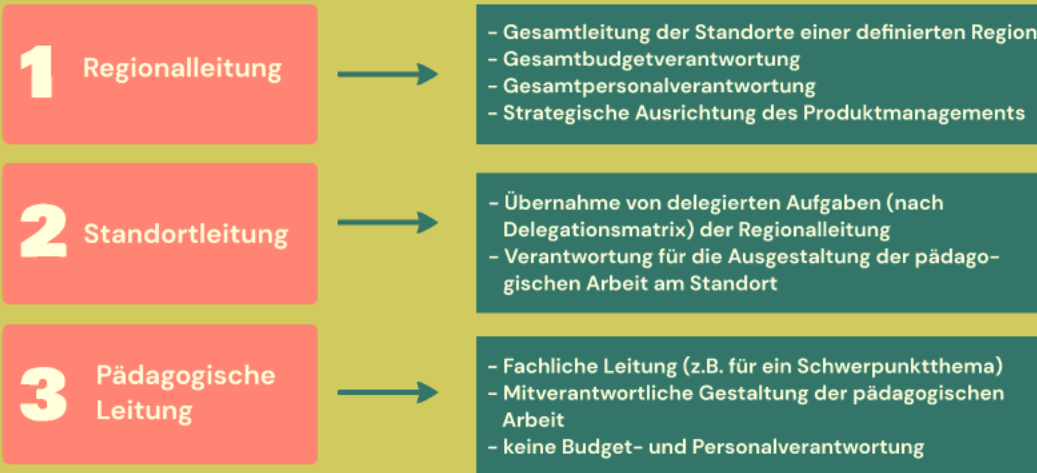 1
Regionalleitung
- Gesamtleitung der Standorte einer definierten Region
- Gesamtbudgetverantwortung
- Gesamtpersonalverantwortung
- Strategische Ausrichtung des Produktmanagements
2
Standortleitung
- Übernahme von delegierten Aufgaben (nach
Delegationsmatrix) der Regionalleitung
- Verantwortung für die Ausgestaltung der pädago-
gischen Arbeit am Standort
3
Pädagogische
Leitung
- Fachliche Leitung (z.B. für ein Schwerpunktthema)
- Mitverantwortliche Gestaltung der pädagogischen
Arbeit
- keine Budget- und Personalverantwortung